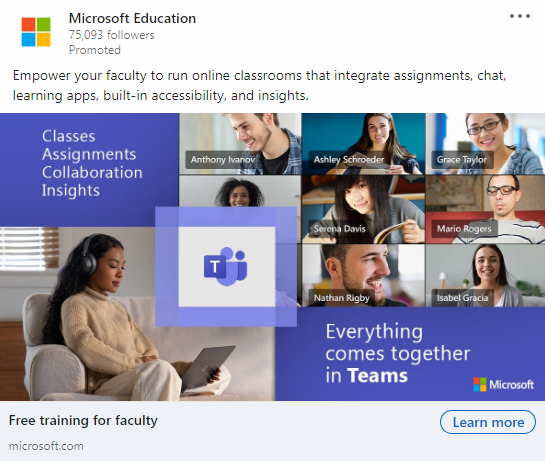 Microsoft Education
75,093 followers
Promoted
Empower your faculty to run online classrooms that integrate assignments, chat,
learning apps, built-in accessibility, and insights.
Classes
Assignments
Collaboration
Insights
Anthony Ivanov
Ashley Schroeder
Grace Taylor
Serena Davis
Mario Rogers
T
Nathan Rigby
Isabel Gracia
Everything
comes together
in Teams
Microsoft
Free training for faculty
Learn more
microsoft.com